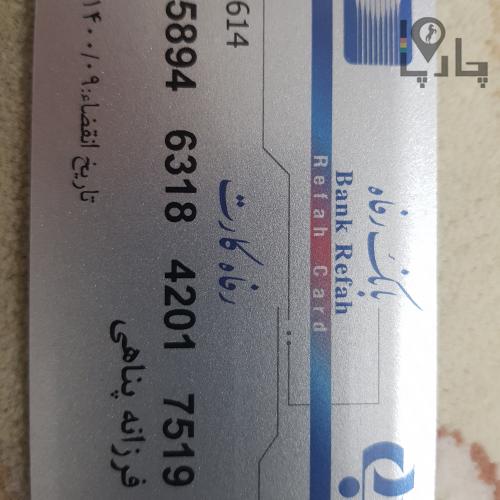 چارپا
بانک رفاه
Bank Refah
Refah Card
رفاه کارت
614
5894 6318 4201 7519
تاریخ انقضاء: ۱۴۰۰/۰۹
فرزانه پناهی